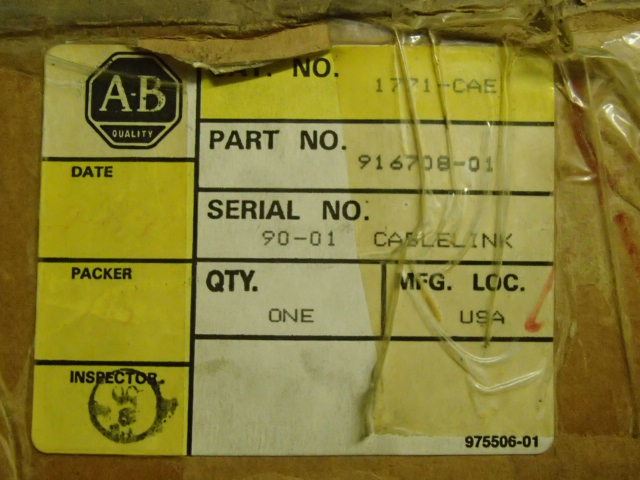 A-B
QUALITY
CAT. NO.
1771-CAE
PART NO.
916708-01
DATE
SERIAL NO.
90-01 CABLELINK
PACKER
QTY.
ONE
MFG. LOC.
USA
INSPECTOR
975506-01